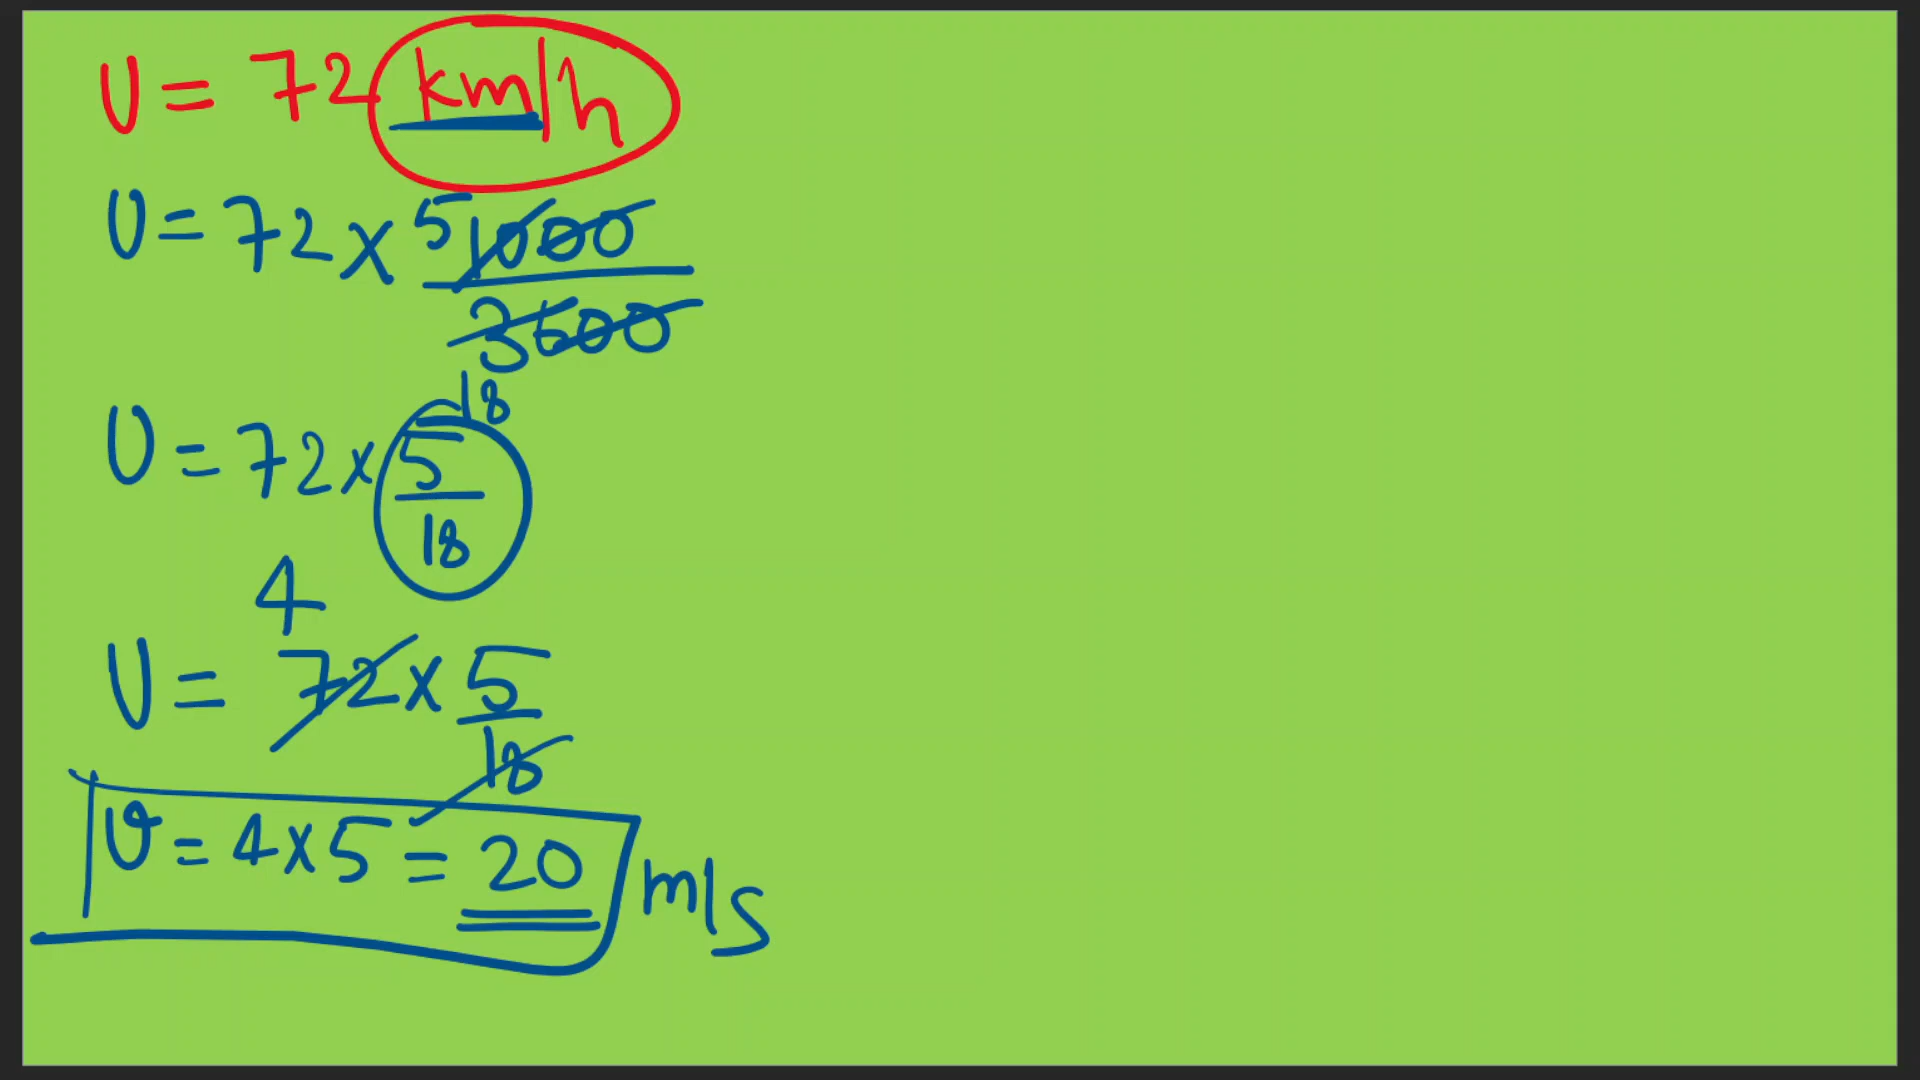 U = 72 km/h
U = 72 x 5 1000
3600
18
U = 72 x 5
18
4
U = 72 x 5
18
v = 4 x 5 = 20 m/s